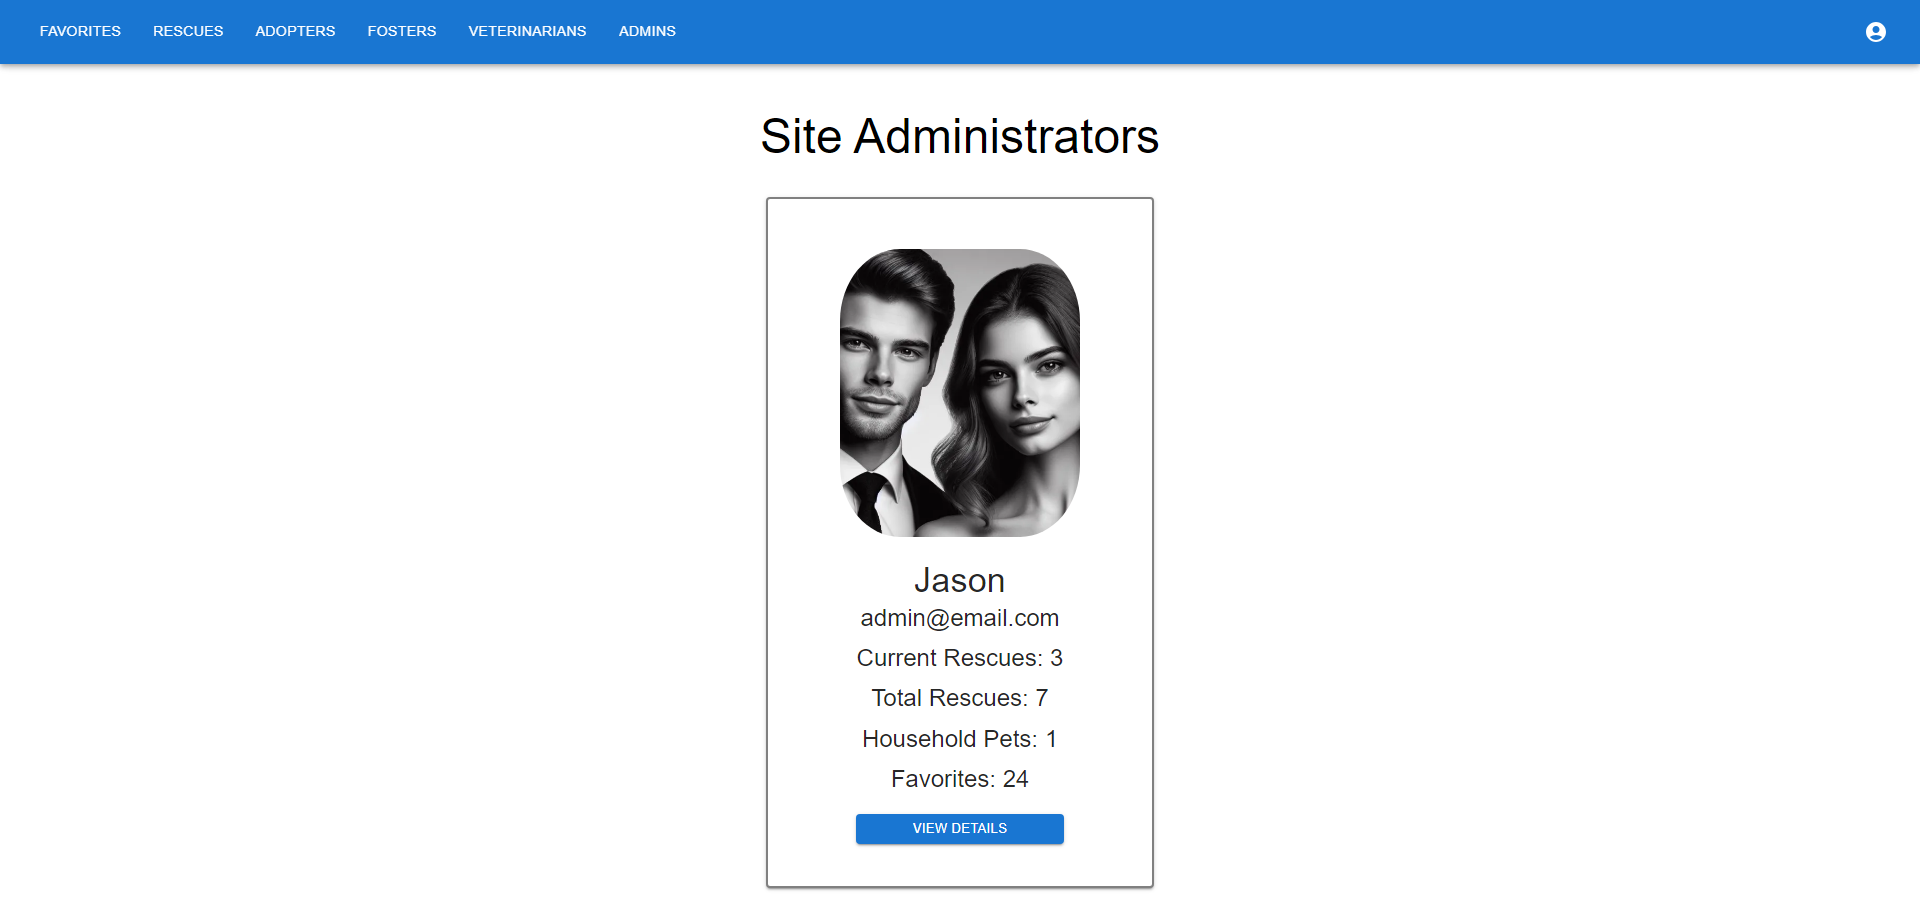 FAVORITES RESCUES ADOPTERS FOSTERS VETERINARIANS ADMINS
Site Administrators
Jason
admin@email.com
Current Rescues: 3
Total Rescues: 7
Household Pets: 1
Favorites: 24
VIEW DETAILS